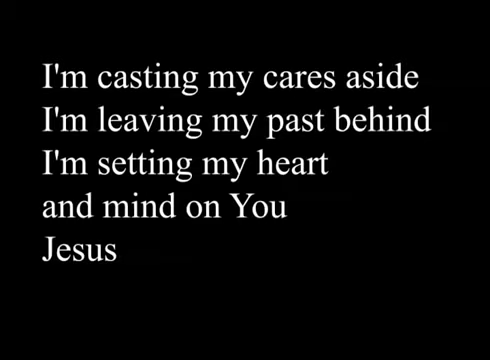 I'm casting my cares aside
I'm leaving my past behind
I'm setting my heart
and mind on You
Jesus